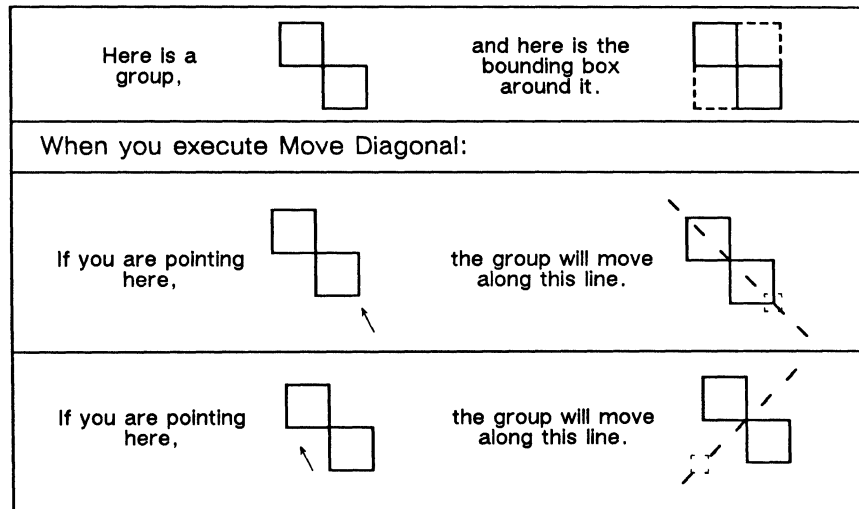 Here is a
group,
and here is the
bounding box
around it.
When you execute Move Diagonal:
If you are pointing
here,
the group will move
along this line.
If you are pointing
here,
the group will move
along this line.